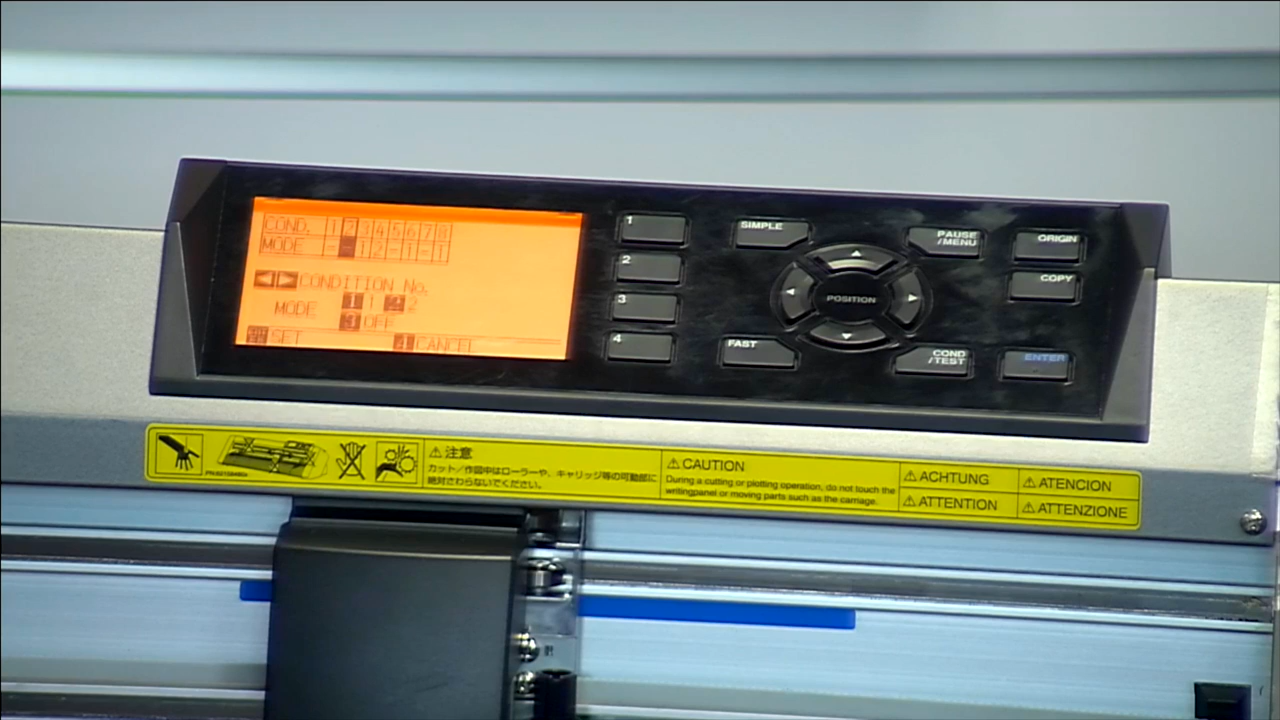 COND. 1 2 3 4 5 6 7 8
MODE - - 1 2 - 1 - 1
◀▶ CONDITION No.
MODE 1 1 2
4 OFF
SET 4 CANCEL
1
2
3
4
SIMPLE
PAUSE
/MENU
ORIGIN
COPY
POSITION
FAST
COND
/TEST
ENTER
⚠注意
カット/作図中はローラーや、キャリッジ等の可動部に
絶対さわらないでください。
⚠CAUTION
During a cutting or plotting operation, do not touch the
writingpanel or moving parts such as the carriage.
⚠ACHTUNG
⚠ATENCION
⚠ATTENTION
⚠ATTENZIONE